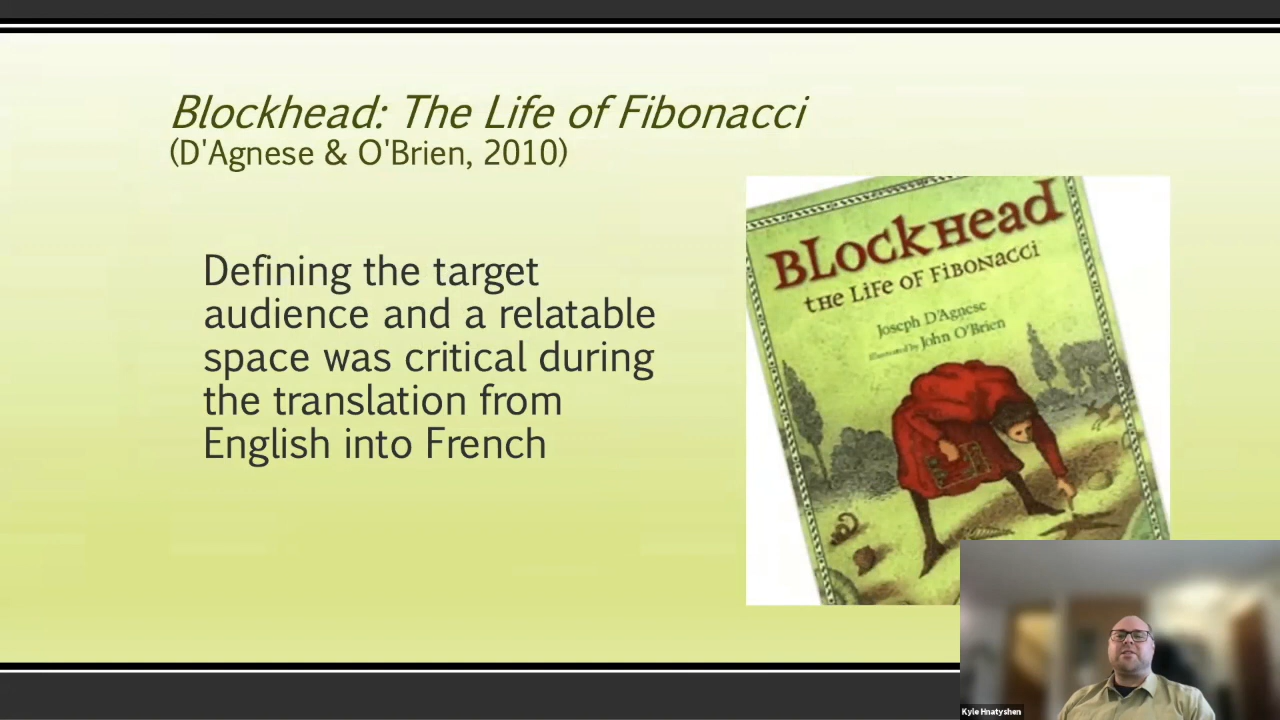 Blockhead: The Life of Fibonacci
(D'Agnese & O'Brien, 2010)
Defining the target
audience and a relatable
space was critical during
the translation from
English into French
BLockHead
tHe LiFe oF FiBoNacci
Joseph D'Agnese
Illustrated by John O'Brien
Kyle Hnatyshen